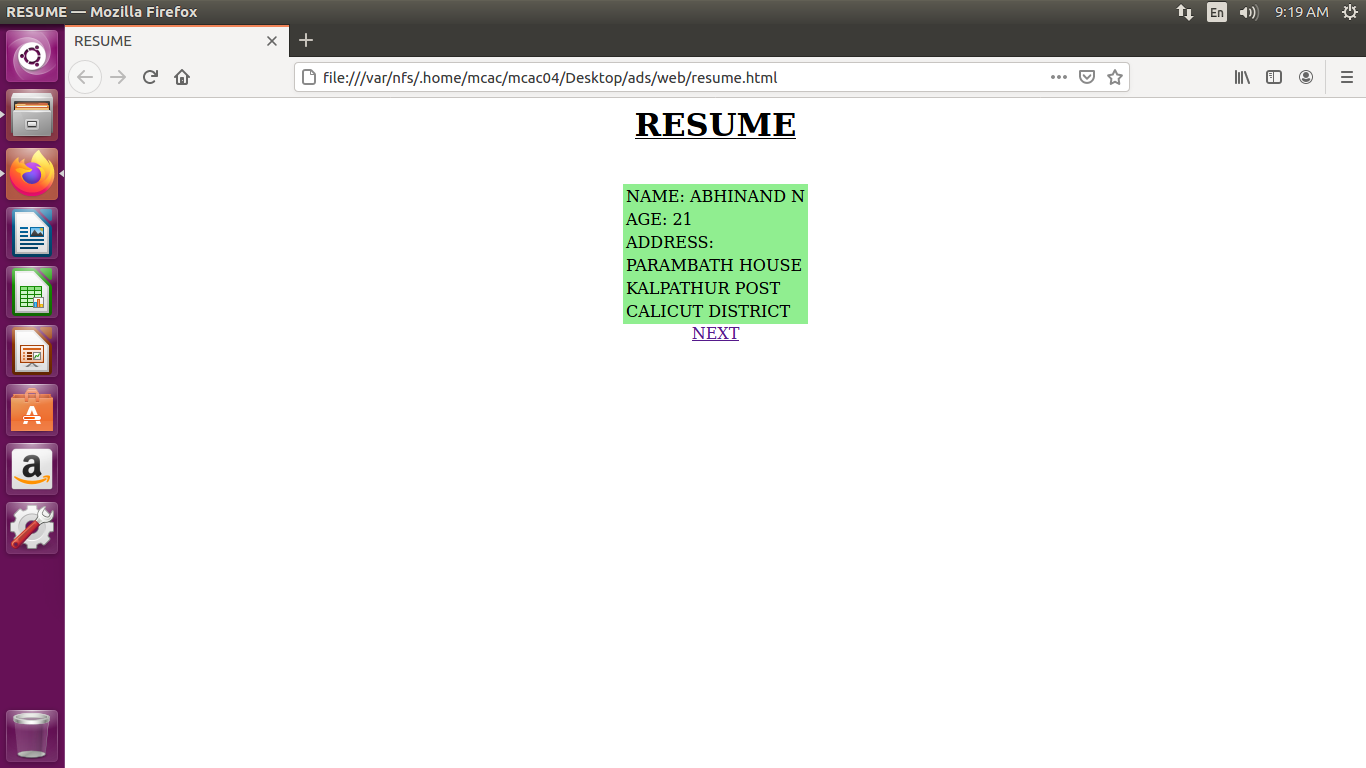 RESUME — Mozilla Firefox
En
9:19 AM
RESUME
file:///var/nfs/.home/mcac/mcac04/Desktop/ads/web/resume.html
RESUME
NAME: ABHINAND N
AGE: 21
ADDRESS:
PARAMBATH HOUSE
KALPATHUR POST
CALICUT DISTRICT
NEXT